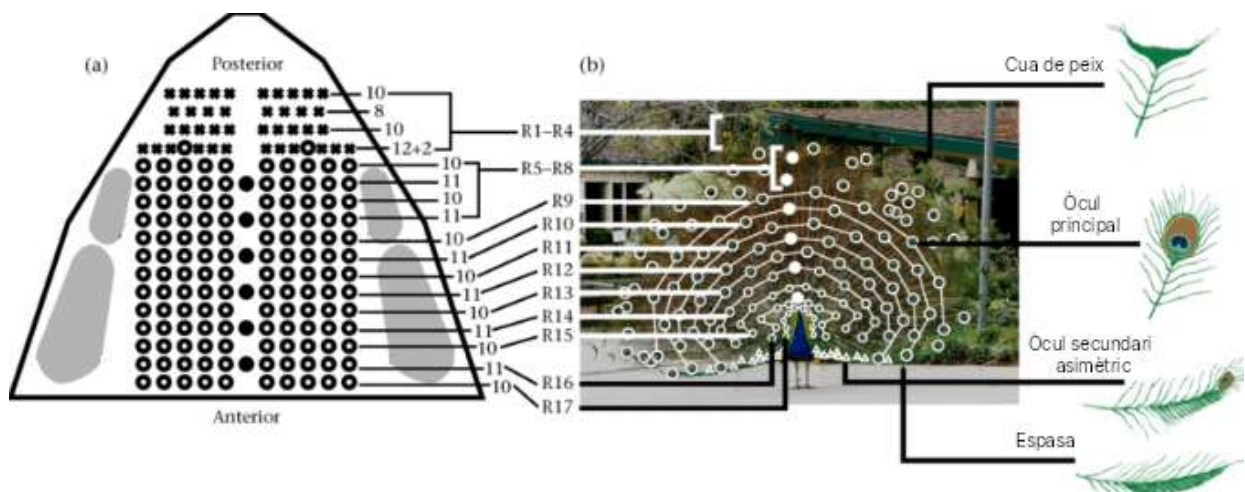 (a)
Posterior
10
8
10
12+2
10
11
10
11
10
11
10
11
10
11
10
11
10
Anterior
R1–R4
R5–R8
R9
R10
R11
R12
R13
R14
R15
R16
R17
(b)
Cua de peix
Òcul
principal
Òcul secundari
asimètric
Espasa